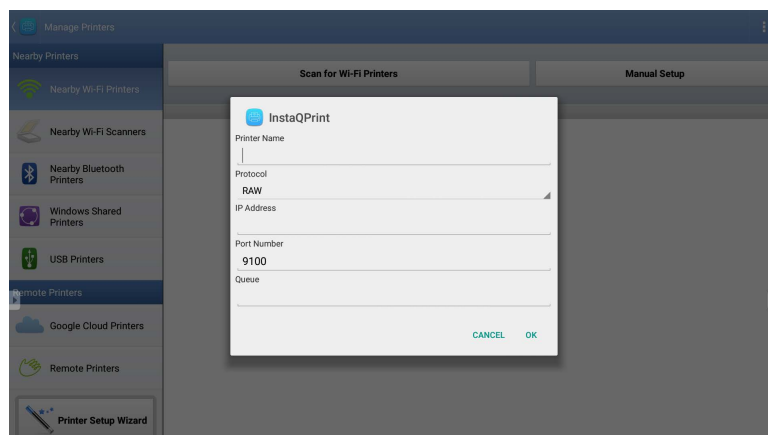 Manage Printers
Nearby Printers
Nearby Wi-Fi Printers
Nearby Wi-Fi Scanners
Nearby Bluetooth
Printers
Windows Shared
Printers
USB Printers
Remote Printers
Google Cloud Printers
Remote Printers
Printer Setup Wizard
Scan for Wi-Fi Printers
Manual Setup
InstaQPrint
Printer Name
Protocol
RAW
IP Address
Port Number
9100
Queue
CANCEL
OK